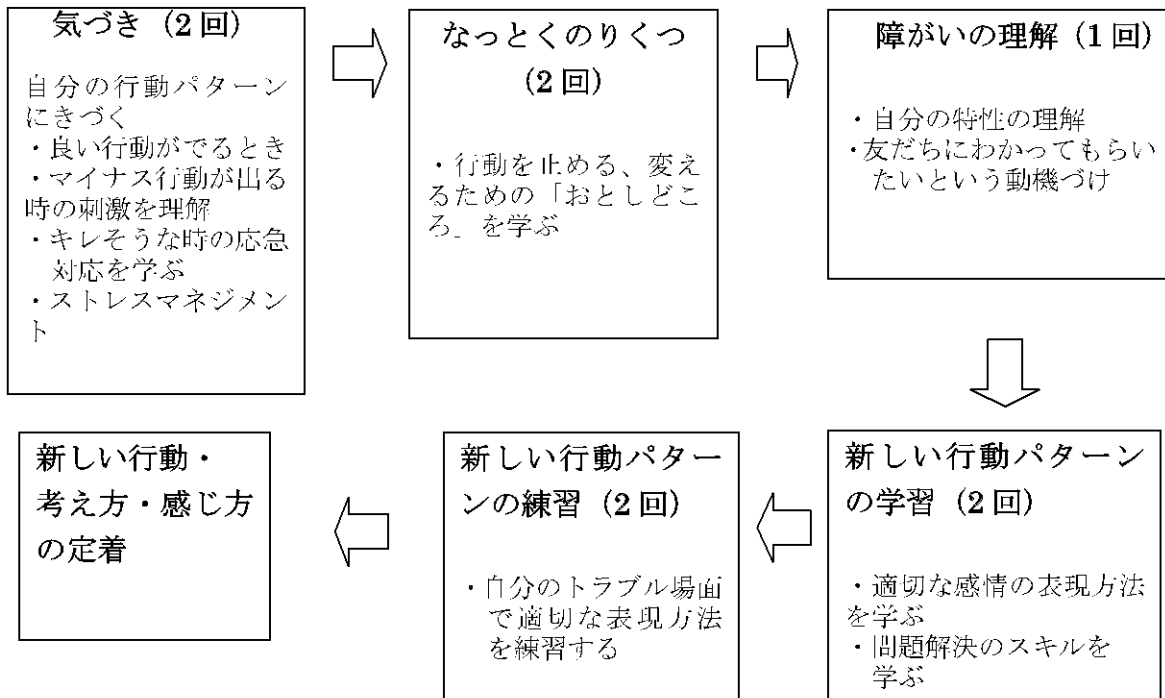 気づき（2回）
自分の行動パターン
にきづく
・良い行動がでるとき
・マイナス行動が出る
時の刺激を理解
・キレそうな時の応急
対応を学ぶ
・ストレスマネジメン
ト
なっとくのりくつ
（2回）
・行動を止める、変え
るための「おとしどこ
ろ」を学ぶ
障がいの理解（1回）
・自分の特性の理解
・友だちにわかってもらい
たいという動機づけ
新しい行動パターン
の学習（2回）
・適切な感情の表現方法
を学ぶ
・問題解決のスキルを
学ぶ
新しい行動パター
ンの練習（2回）
・自分のトラブル場面
で適切な表現方法
を練習する
新しい行動・
考え方・感じ方
の定着